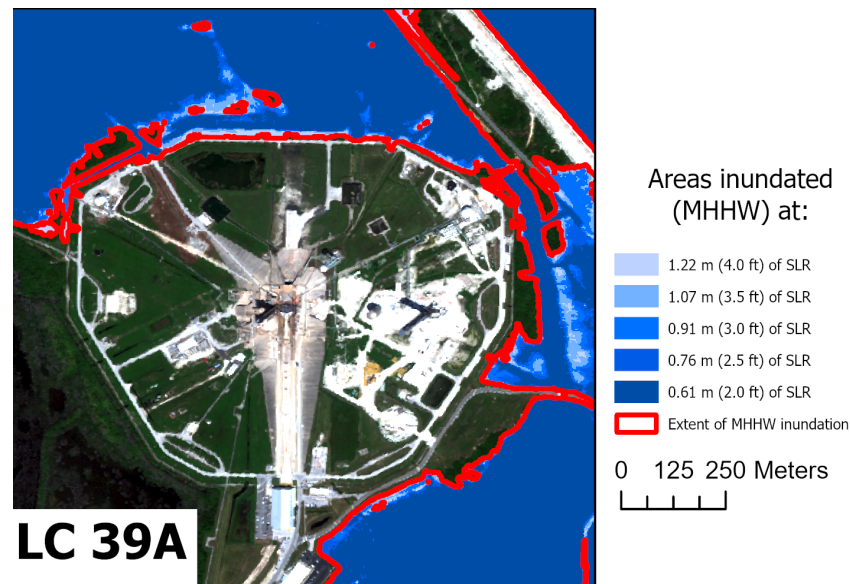 Areas inundated
(MHHW) at:
1.22 m (4.0 ft) of SLR
1.07 m (3.5 ft) of SLR
0.91 m (3.0 ft) of SLR
0.76 m (2.5 ft) of SLR
0.61 m (2.0 ft) of SLR
Extent of MHHW inundation
0 125 250 Meters
LC 39A